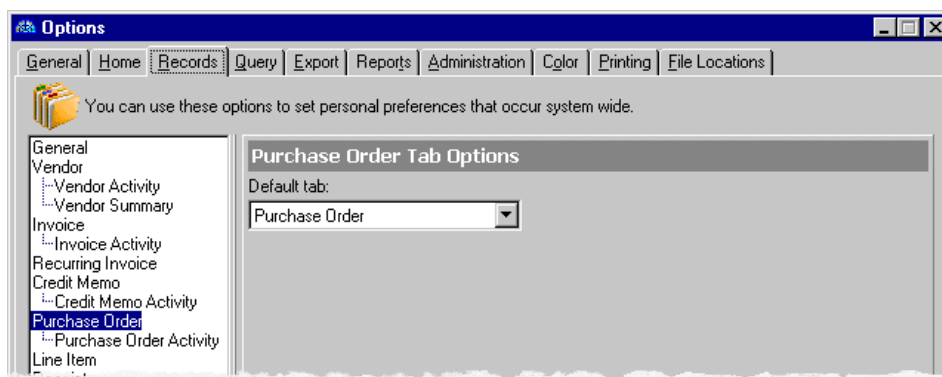 Options
General Home Records Query Export Reports Administration Color Printing File Locations
You can use these options to set personal preferences that occur system wide.
General
Vendor
Vendor Activity
Vendor Summary
Invoice
Invoice Activity
Recurring Invoice
Credit Memo
Credit Memo Activity
Purchase Order
Purchase Order Activity
Line Item
Purchase Order Tab Options
Default tab:
Purchase Order